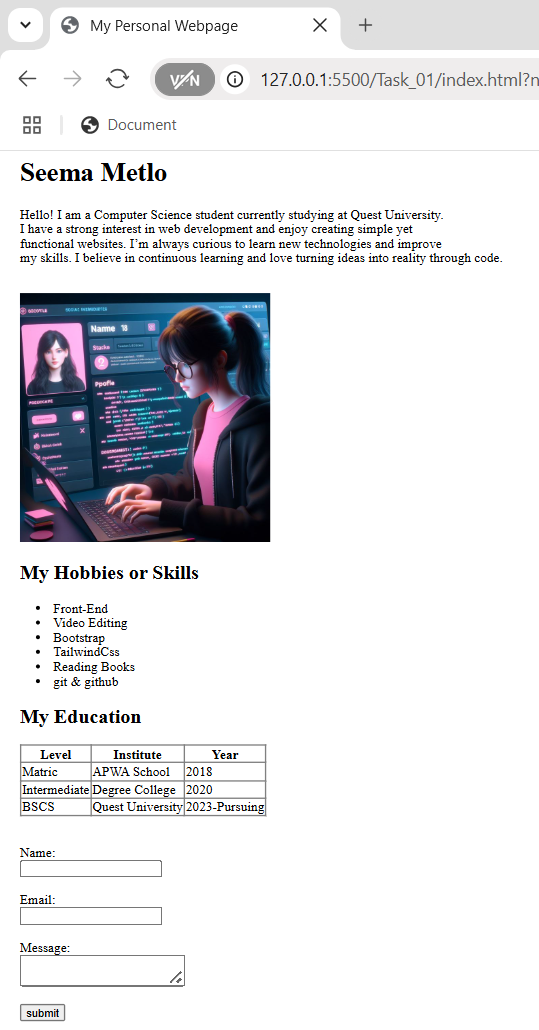 My Personal Webpage
VPN
127.0.0.1:5500/Task_01/index.html?n
Document
Seema Metlo
Hello! I am a Computer Science student currently studying at Quest University.
I have a strong interest in web development and enjoy creating simple yet
functional websites. I'm always curious to learn new technologies and improve
my skills. I believe in continuous learning and love turning ideas into reality through code.
Name 18
Ppofle
My Hobbies or Skills
• Front-End
• Video Editing
• Bootstrap
• TailwindCss
• Reading Books
• git & github
My Education
Level Institute Year
Matric APWA School 2018
Intermediate Degree College 2020
BSCS Quest University 2023-Pursuing
Name:
Email:
Message:
submit